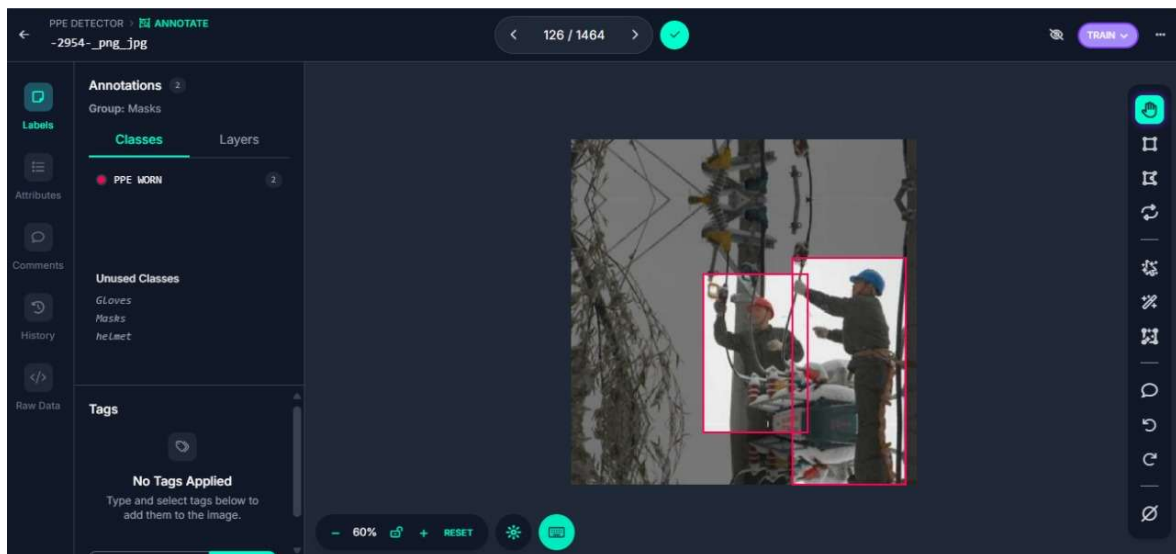 PPE DETECTOR > ANNOTATE
-2954-_png_jpg
126 / 1464
TRAIN
Labels
Attributes
Comments
History
Raw Data
Annotations 2
Group: Masks
Classes Layers
PPE WORN 2
Unused Classes
Gloves
Masks
helmet
Tags
No Tags Applied
Type and select tags below to
add them to the image.
- 60% + RESET